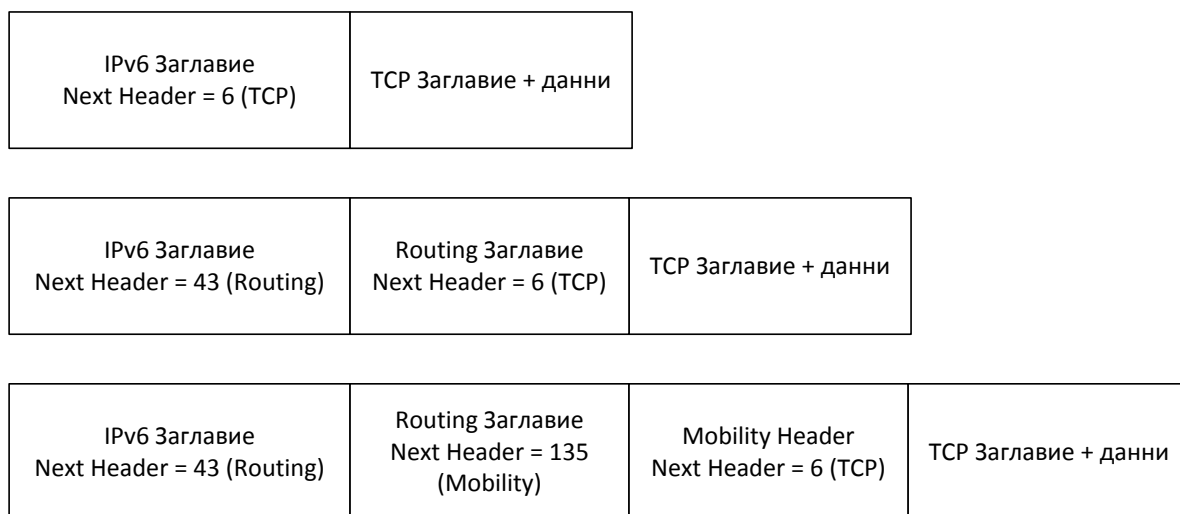 IPv6 Заглавие
Next Header = 6 (TCP)
TCP Заглавие + данни
IPv6 Заглавие
Next Header = 43 (Routing)
Routing Заглавие
Next Header = 6 (TCP)
TCP Заглавие + данни
IPv6 Заглавие
Next Header = 43 (Routing)
Routing Заглавие
Next Header = 135
(Mobility)
Mobility Header
Next Header = 6 (TCP)
TCP Заглавие + данни